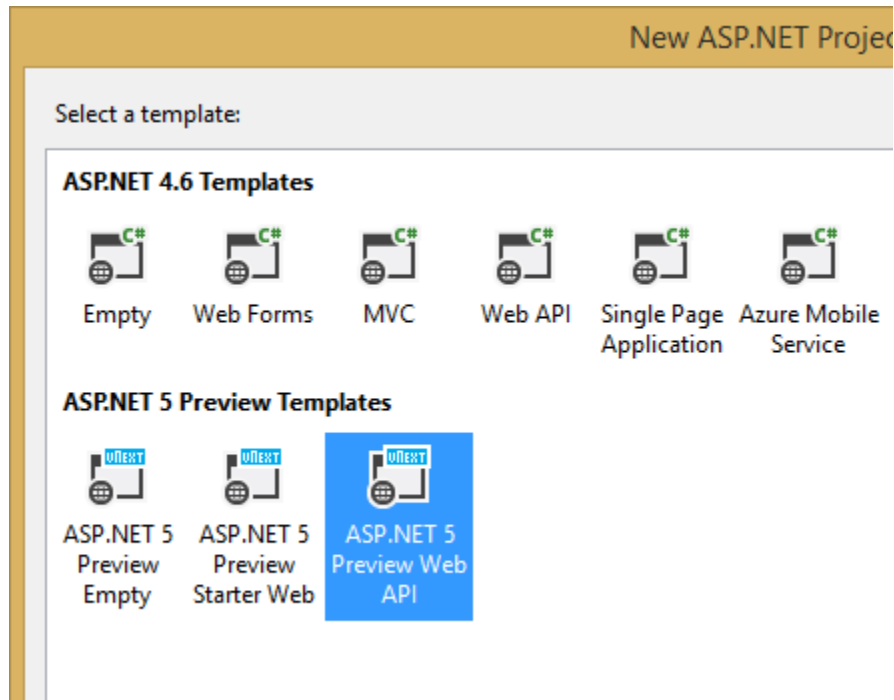 New ASP.NET Projec
Select a template:
ASP.NET 4.6 Templates
C# C# C# C# C# C#
Empty Web Forms MVC Web API Single Page Azure Mobile
Application Service
ASP.NET 5 Preview Templates
vNEXT vNEXT vNEXT
ASP.NET 5 ASP.NET 5 ASP.NET 5
Preview Preview Preview Web
Empty Starter Web API